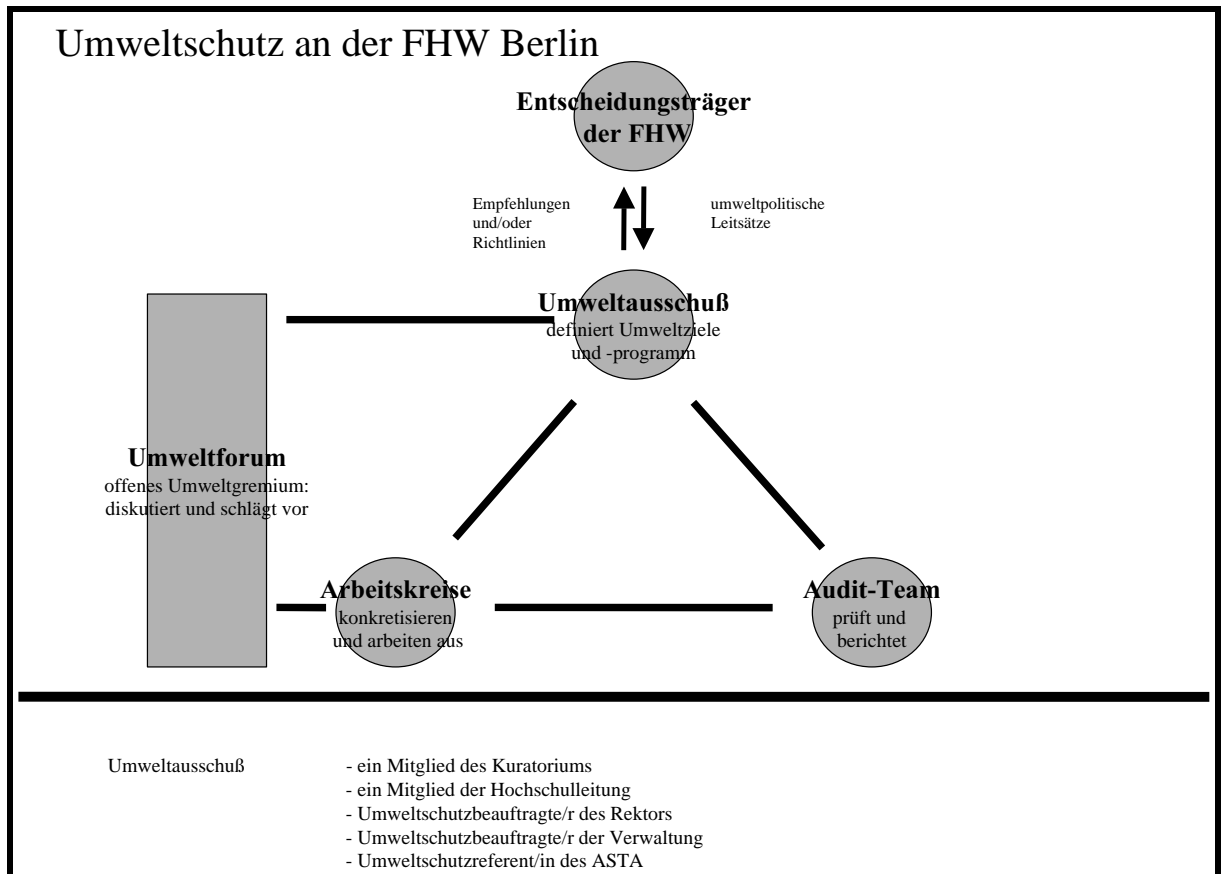 Umweltschutz an der FHW Berlin
Entscheidungsträger
der FHW
Empfehlungen
und/oder
Richtlinien
umweltpolitische
Leitsätze
Umweltausschuß
definiert Umweltziele
und -programm
Umweltforum
offenes Umweltgremium:
diskutiert und schlägt vor
Arbeitskreise
konkretisieren
und arbeiten aus
Audit-Team
prüft und
berichtet
Umweltausschuß
- ein Mitglied des Kuratoriums
- ein Mitglied der Hochschulleitung
- Umweltschutzbeauftragte/r des Rektors
- Umweltschutzbeauftragte/r der Verwaltung
- Umweltschutzreferent/in des ASTA